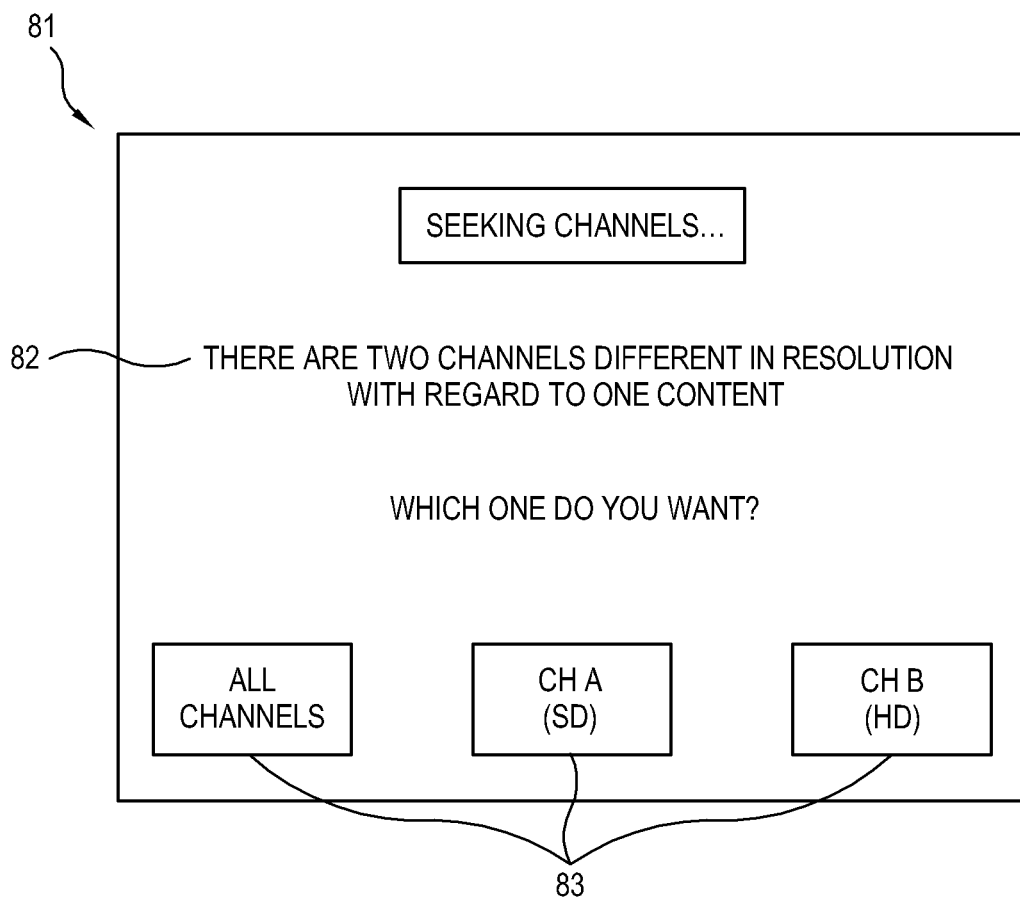 81
SEEKING CHANNELS...
82
THERE ARE TWO CHANNELS DIFFERENT IN RESOLUTION
WITH REGARD TO ONE CONTENT
WHICH ONE DO YOU WANT?
ALL
CHANNELS
CH A
(SD)
CH B
(HD)
83